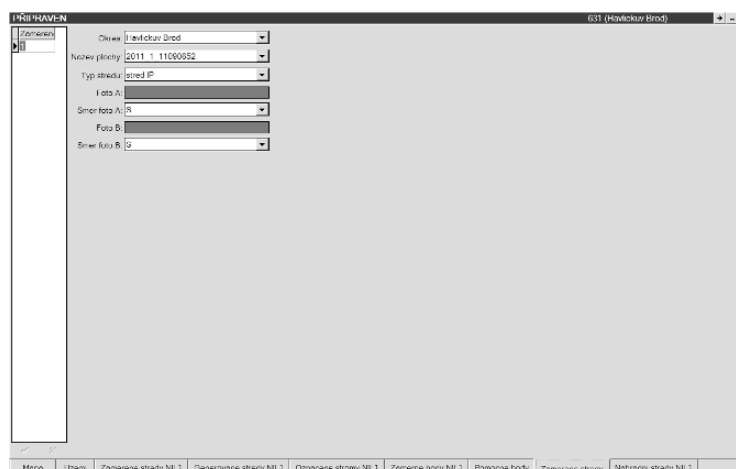 PŘIPRAVEN 631 (Havlickuv Brod)
Zameren
1
Okres: Havlickuv Brod
Nazev plochy: 2011_1_11090652
Typ stredu: stred IP
Foto A:
Smer foto A: S
Foto B:
Smer foto B: S
Mapa Uzemi Zamerene stredy NIL1 Generovane stredy NIL1 Oznacene stromy NIL1 Zamerne body NIL1 Pomocne body Zamerene stredy Nahradni stredy NIL1